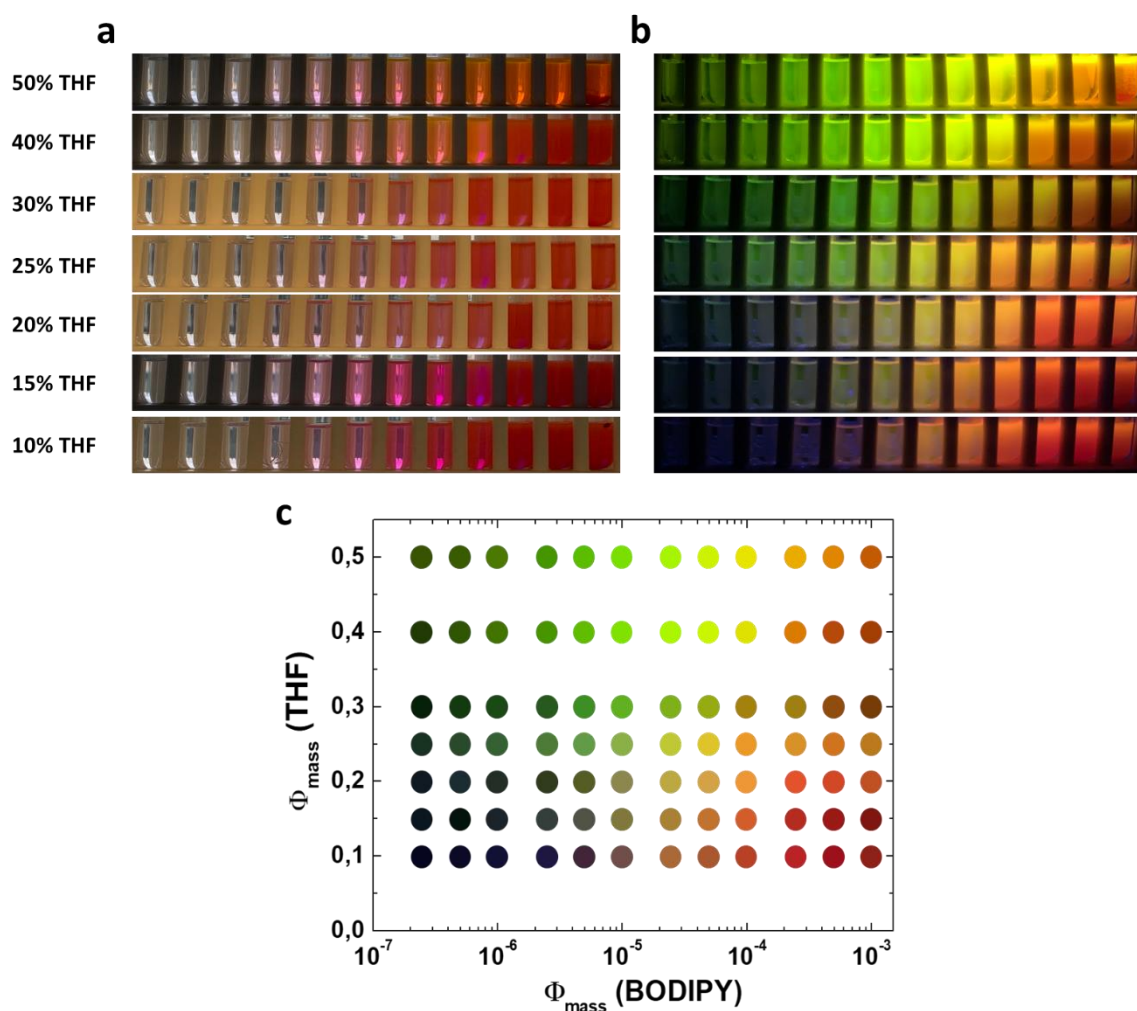 a
b
50% THF
40% THF
30% THF
25% THF
20% THF
15% THF
10% THF
c
0,5
0,4
0,3
0,2
0,1
0,0
Φmass (THF)
10-7 10-6 10-5 10-4 10-3
Φmass (BODIPY)